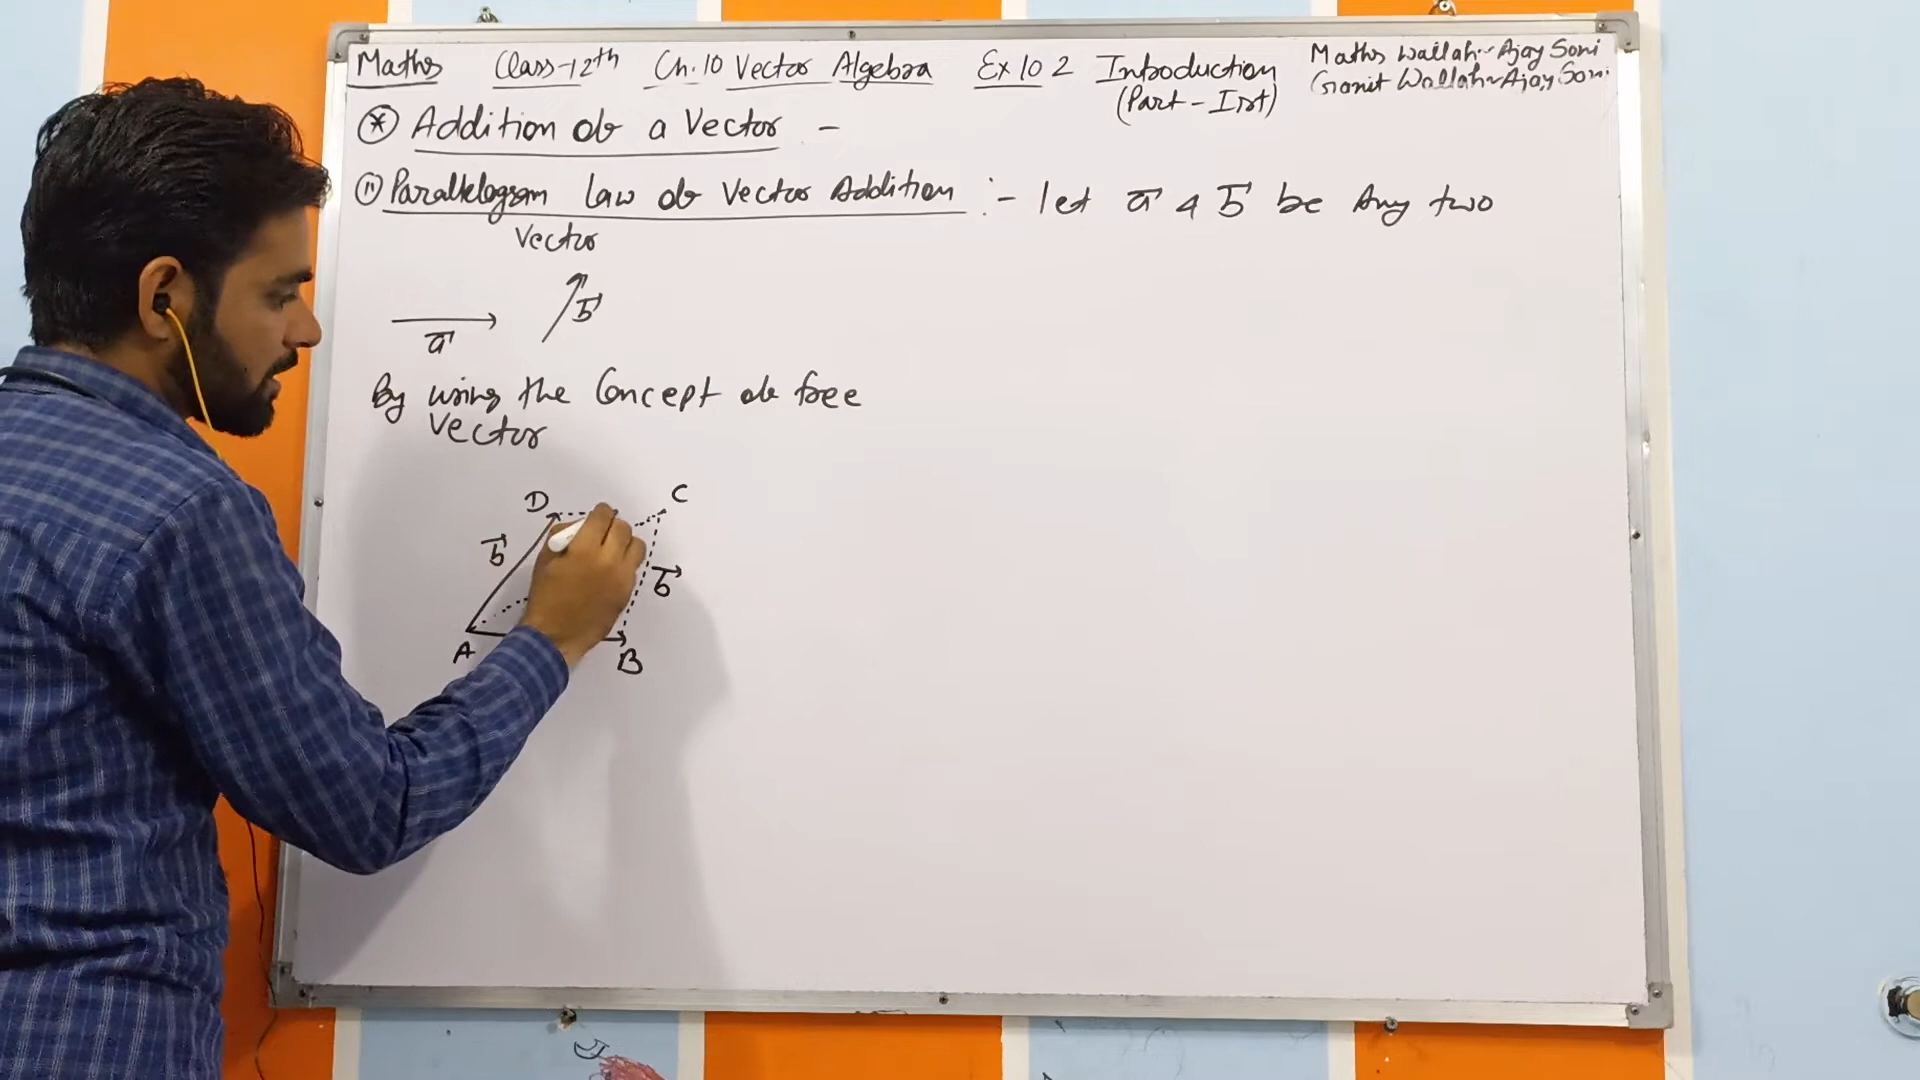 Maths Class-12th Ch.10 Vector Algebra Ex 10 2 Introduction
(Part-Ist)
Maths Wallah~Ajay Soni
Ganit Wallah~Ajay Soni
* Addition of a Vector -
(ii) Parallelogram law of Vector Addition :- let a⃗ & b⃗ be Any two
Vector
a⃗ b⃗
By using the Concept of free
Vector
D C
b⃗ b⃗
A B